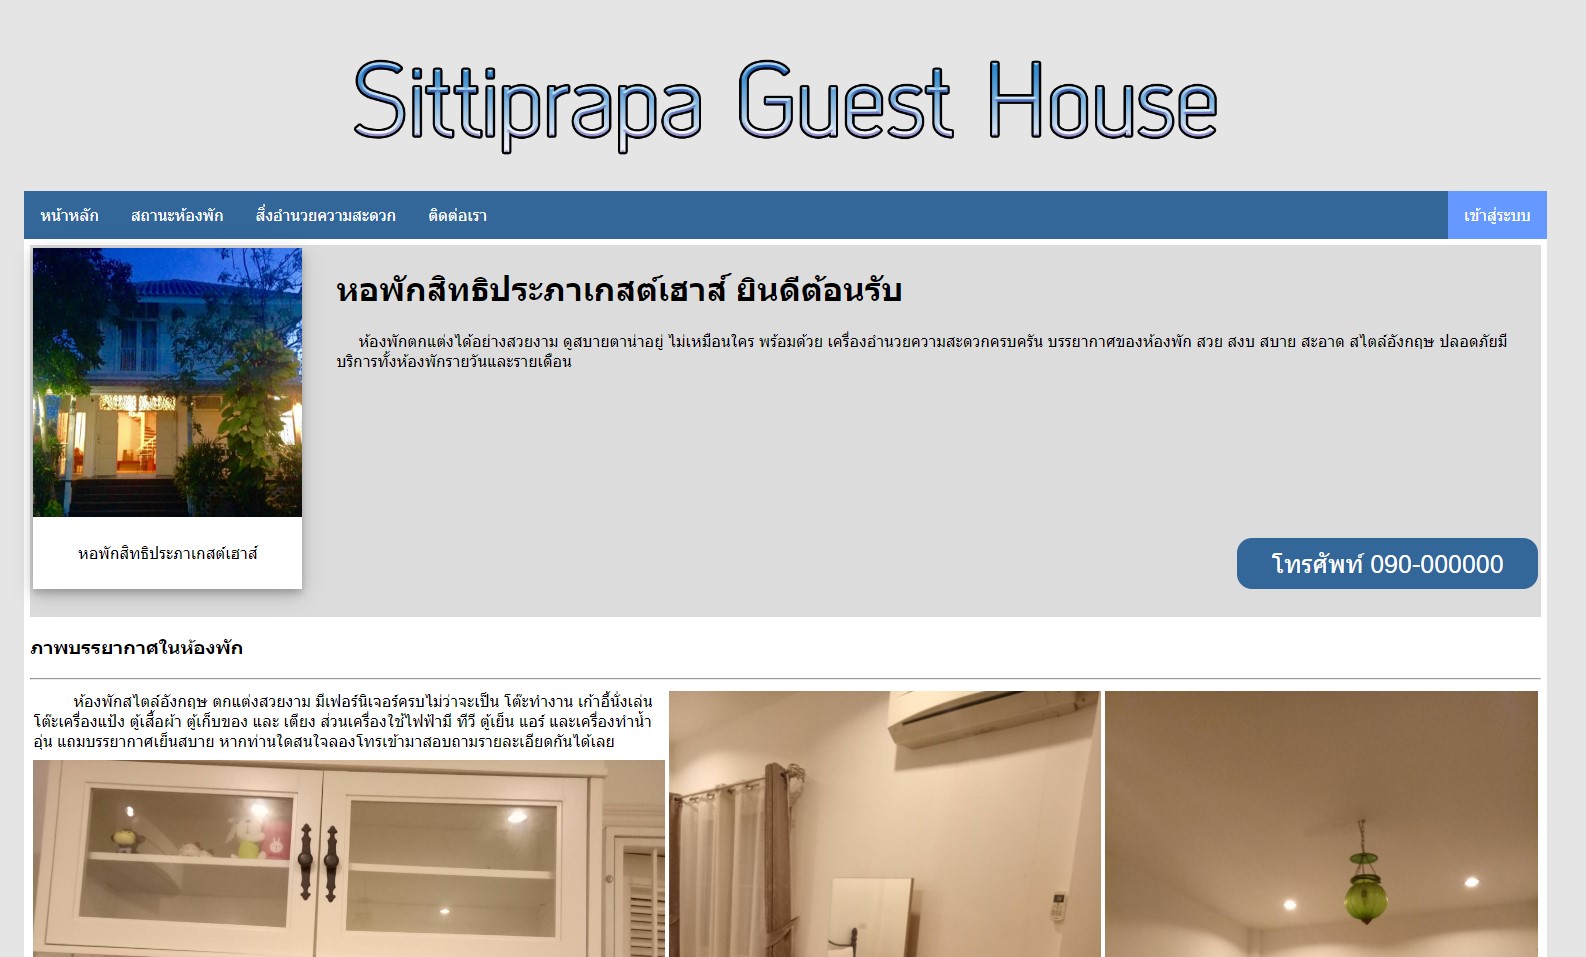 Sittiprapa Guest House
หน้าหลัก สถานะห้องพัก สิ่งอำนวยความสะดวก ติดต่อเรา เข้าสู่ระบบ
หอพักสิทธิประภาเกสต์เฮาส์ ยินดีต้อนรับ
ห้องพักตกแต่งได้อย่างสวยงาม ดูสบายตาน่าอยู่ ไม่เหมือนใคร พร้อมด้วย เครื่องอำนวยความสะดวกครบครัน บรรยากาศของห้องพัก สวย สงบ สบาย สะอาด สไตล์อังกฤษ ปลอดภัยมี
บริการทั้งห้องพักรายวันและรายเดือน
หอพักสิทธิประภาเกสต์เฮาส์
โทรศัพท์ 090-000000
ภาพบรรยากาศในห้องพัก
ห้องพักสไตล์อังกฤษ ตกแต่งสวยงาม มีเฟอร์นิเจอร์ครบไม่ว่าจะเป็น โต๊ะทำงาน เก้าอี้นั่งเล่น
โต๊ะเครื่องแป้ง ตู้เสื้อผ้า ตู้เก็บของ และ เตียง ส่วนเครื่องใช้ไฟฟ้ามี ทีวี ตู้เย็น แอร์ และเครื่องทำน้ำ
อุ่น แถมบรรยากาศเย็นสบาย หากท่านใดสนใจลองโทรเข้ามาสอบถามรายละเอียดกันได้เลย